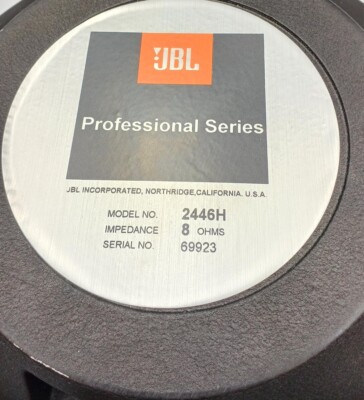 JBL
Professional Series
JBL INCORPORATED, NORTHRIDGE,CALIFORNIA. U.S.A.
MODEL NO. 2446H
IMPEDANCE 8 OHMS
SERIAL NO. 69923